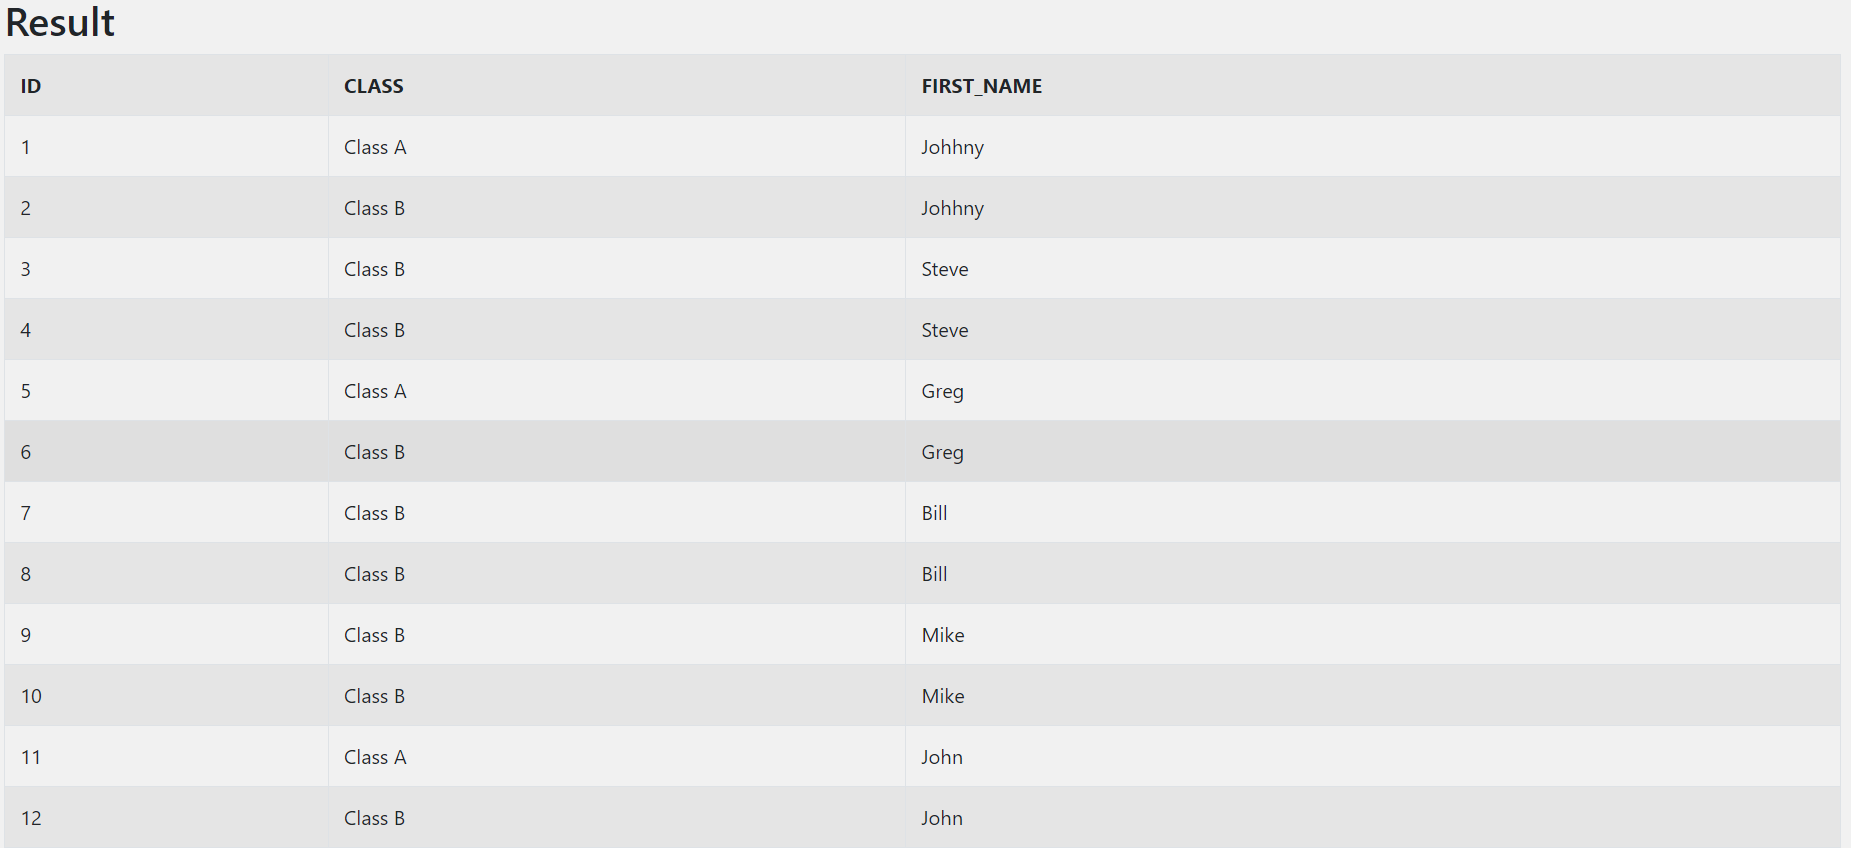 Result
ID CLASS FIRST_NAME
1 Class A Johhny
2 Class B Johhny
3 Class B Steve
4 Class B Steve
5 Class A Greg
6 Class B Greg
7 Class B Bill
8 Class B Bill
9 Class B Mike
10 Class B Mike
11 Class A John
12 Class B John